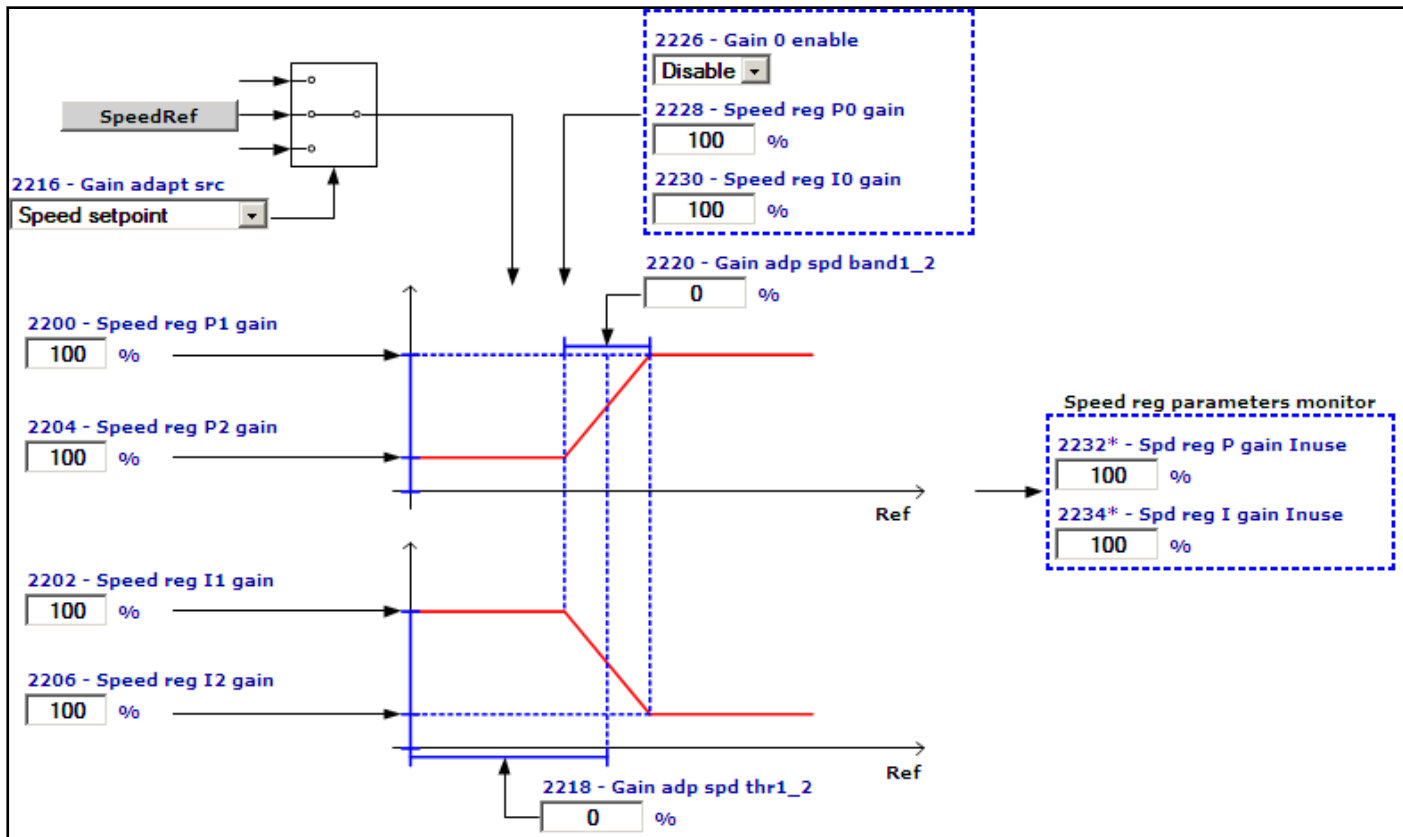 2226 - Gain 0 enable
Disable
2228 - Speed reg P0 gain
100 %
2230 - Speed reg I0 gain
100 %
SpeedRef
2216 - Gain adapt src
Speed setpoint
2220 - Gain adp spd band1_2
0 %
2200 - Speed reg P1 gain
100 %
2204 - Speed reg P2 gain
100 %
Ref
Speed reg parameters monitor
2232* - Spd reg P gain Inuse
100 %
2234* - Spd reg I gain Inuse
100 %
2202 - Speed reg I1 gain
100 %
2206 - Speed reg I2 gain
100 %
Ref
2218 - Gain adp spd thr1_2
0 %